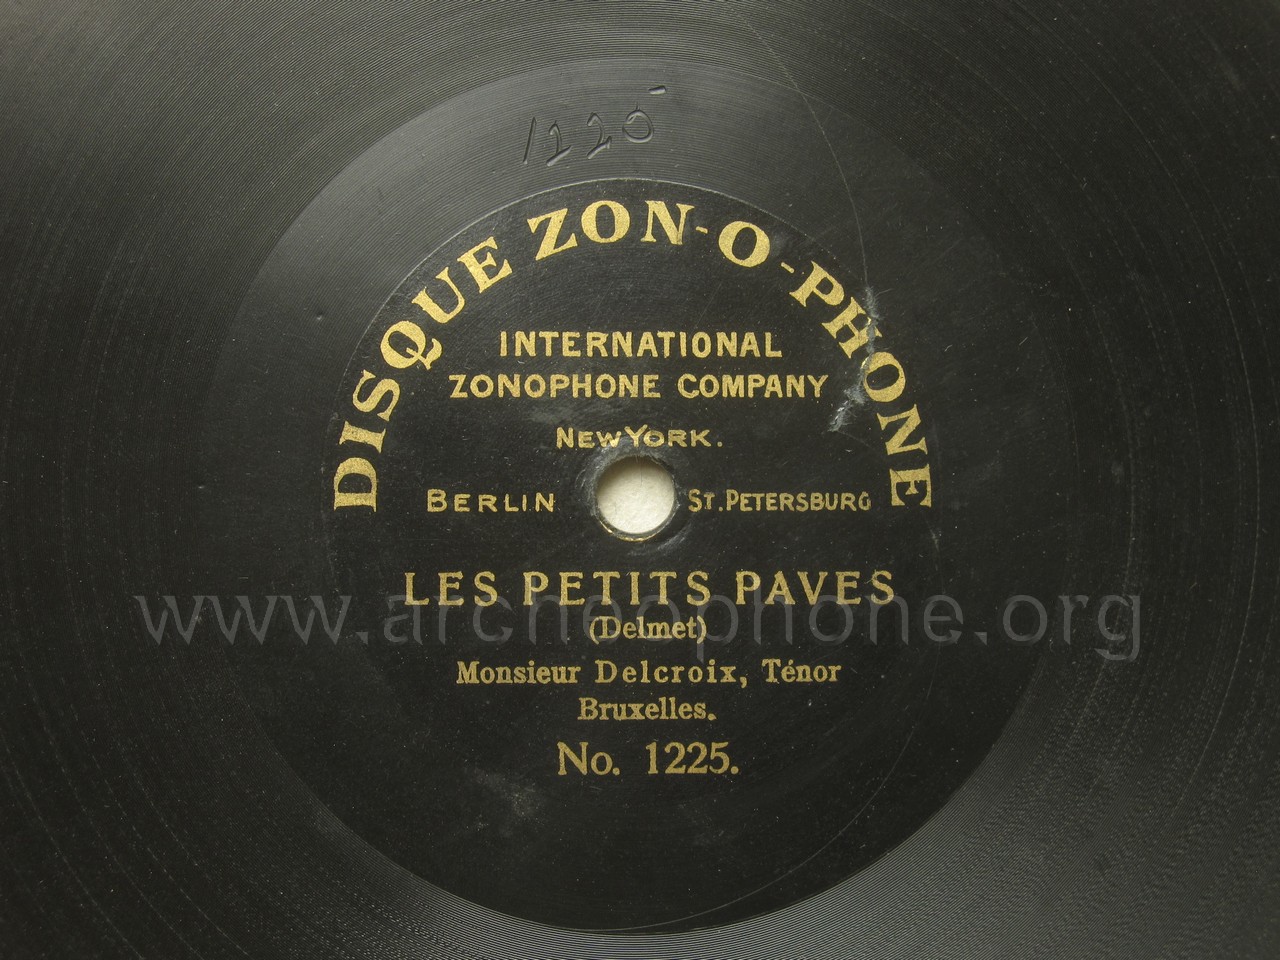 1225
DISQUE ZON-O-PHONE
INTERNATIONAL
ZONOPHONE COMPANY
NEW YORK.
BERLIN ST. PETERSBURG
LES PETITS PAVES
www.archeophone.org
(Delmet)
Monsieur Delcroix, Ténor
Bruxelles.
No. 1225.